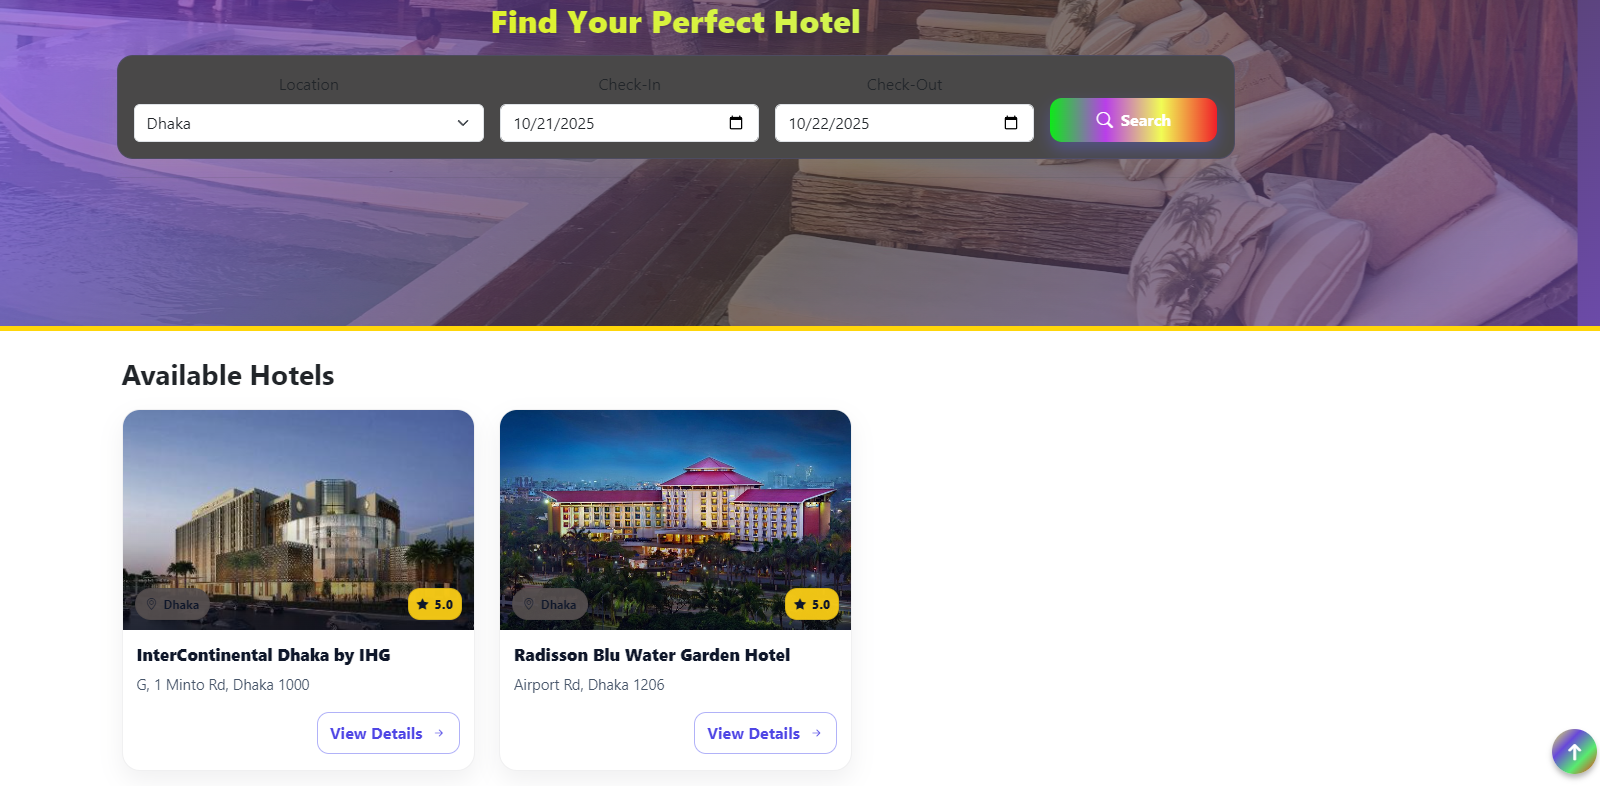 Find Your Perfect Hotel
Location Check-In Check-Out
Dhaka 10/21/2025 10/22/2025 Search
Available Hotels
Dhaka 5.0
InterContinental Dhaka by IHG
G, 1 Minto Rd, Dhaka 1000
View Details
Dhaka 5.0
Radisson Blu Water Garden Hotel
Airport Rd, Dhaka 1206
View Details